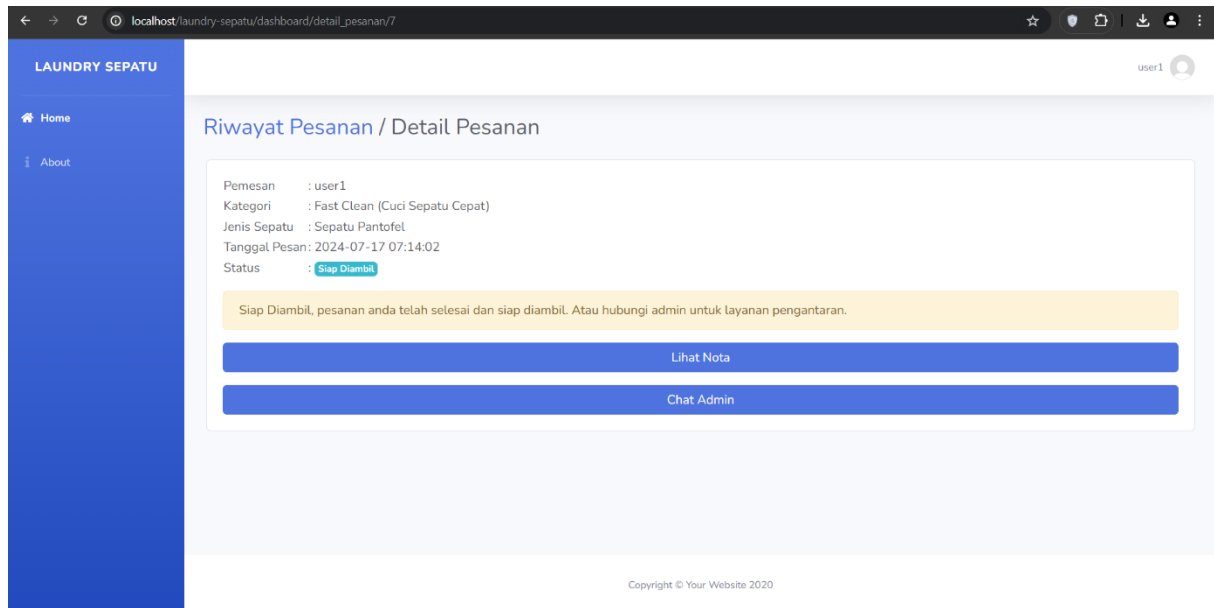 localhost/laundry-sepatu/dashboard/detail_pesanan/7
LAUNDRY SEPATU
user1
Home
About
Riwayat Pesanan / Detail Pesanan
Pemesan : user1
Kategori : Fast Clean (Cuci Sepatu Cepat)
Jenis Sepatu : Sepatu Pantofel
Tanggal Pesan : 2024-07-17 07:14:02
Status : Siap Diambil
Siap Diambil, pesanan anda telah selesai dan siap diambil. Atau hubungi admin untuk layanan pengantaran.
Lihat Nota
Chat Admin
Copyright © Your Website 2020